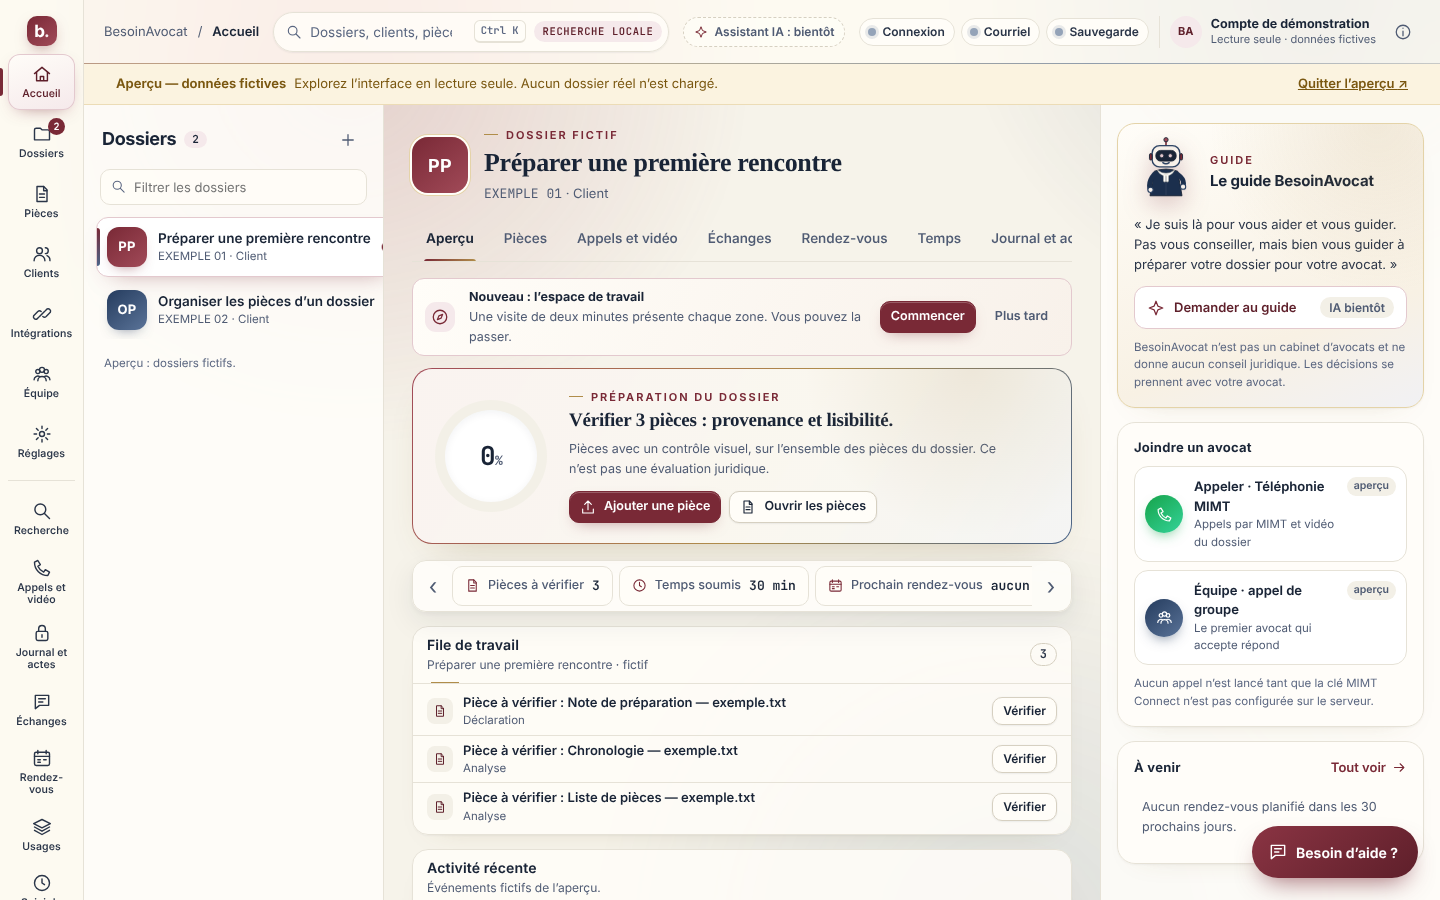 b.
BesoinAvocat / Accueil
Dossiers, clients, pièc
Ctrl K
RECHERCHE LOCALE
Assistant IA : bientôt
Connexion
Courriel
Sauvegarde
BA
Compte de démonstration
Lecture seule · données fictives
Aperçu — données fictives Explorez l’interface en lecture seule. Aucun dossier réel n’est chargé.
Quitter l’aperçu ↗
Accueil
2
Dossiers
Pièces
Clients
Intégrations
Équipe
Réglages
Recherche
Appels et
vidéo
Journal et
actes
Échanges
Rendez-
vous
Usages
Dossiers 2
Filtrer les dossiers
PP
Préparer une première rencontre
EXEMPLE 01 · Client
OP
Organiser les pièces d’un dossier
EXEMPLE 02 · Client
Aperçu : dossiers fictifs.
PP
DOSSIER FICTIF
Préparer une première rencontre
EXEMPLE 01 · Client
Aperçu
Pièces
Appels et vidéo
Échanges
Rendez-vous
Temps
Journal et ac
Nouveau : l’espace de travail
Une visite de deux minutes présente chaque zone. Vous pouvez la
passer.
Commencer
Plus tard
0%
PRÉPARATION DU DOSSIER
Vérifier 3 pièces : provenance et lisibilité.
Pièces avec un contrôle visuel, sur l’ensemble des pièces du dossier. Ce
n’est pas une évaluation juridique.
Ajouter une pièce
Ouvrir les pièces
Pièces à vérifier 3
Temps soumis 30 min
Prochain rendez-vous aucun
File de travail
Préparer une première rencontre · fictif
3
Pièce à vérifier : Note de préparation — exemple.txt
Déclaration
Vérifier
Pièce à vérifier : Chronologie — exemple.txt
Analyse
Vérifier
Pièce à vérifier : Liste de pièces — exemple.txt
Analyse
Vérifier
Activité récente
Événements fictifs de l’aperçu.
GUIDE
Le guide BesoinAvocat
« Je suis là pour vous aider et vous guider.
Pas vous conseiller, mais bien vous guider à
préparer votre dossier pour votre avocat. »
Demander au guide
IA bientôt
BesoinAvocat n’est pas un cabinet d’avocats et ne
donne aucun conseil juridique. Les décisions se
prennent avec votre avocat.
Joindre un avocat
Appeler · Téléphonie
MIMT
aperçu
Appels par MIMT et vidéo
du dossier
Équipe · appel de
groupe
aperçu
Le premier avocat qui
accepte répond
Aucun appel n’est lancé tant que la clé MIMT
Connect n’est pas configurée sur le serveur.
À venir
Tout voir →
Aucun rendez-vous planifié dans les 30
prochains jours.
Besoin d’aide ?